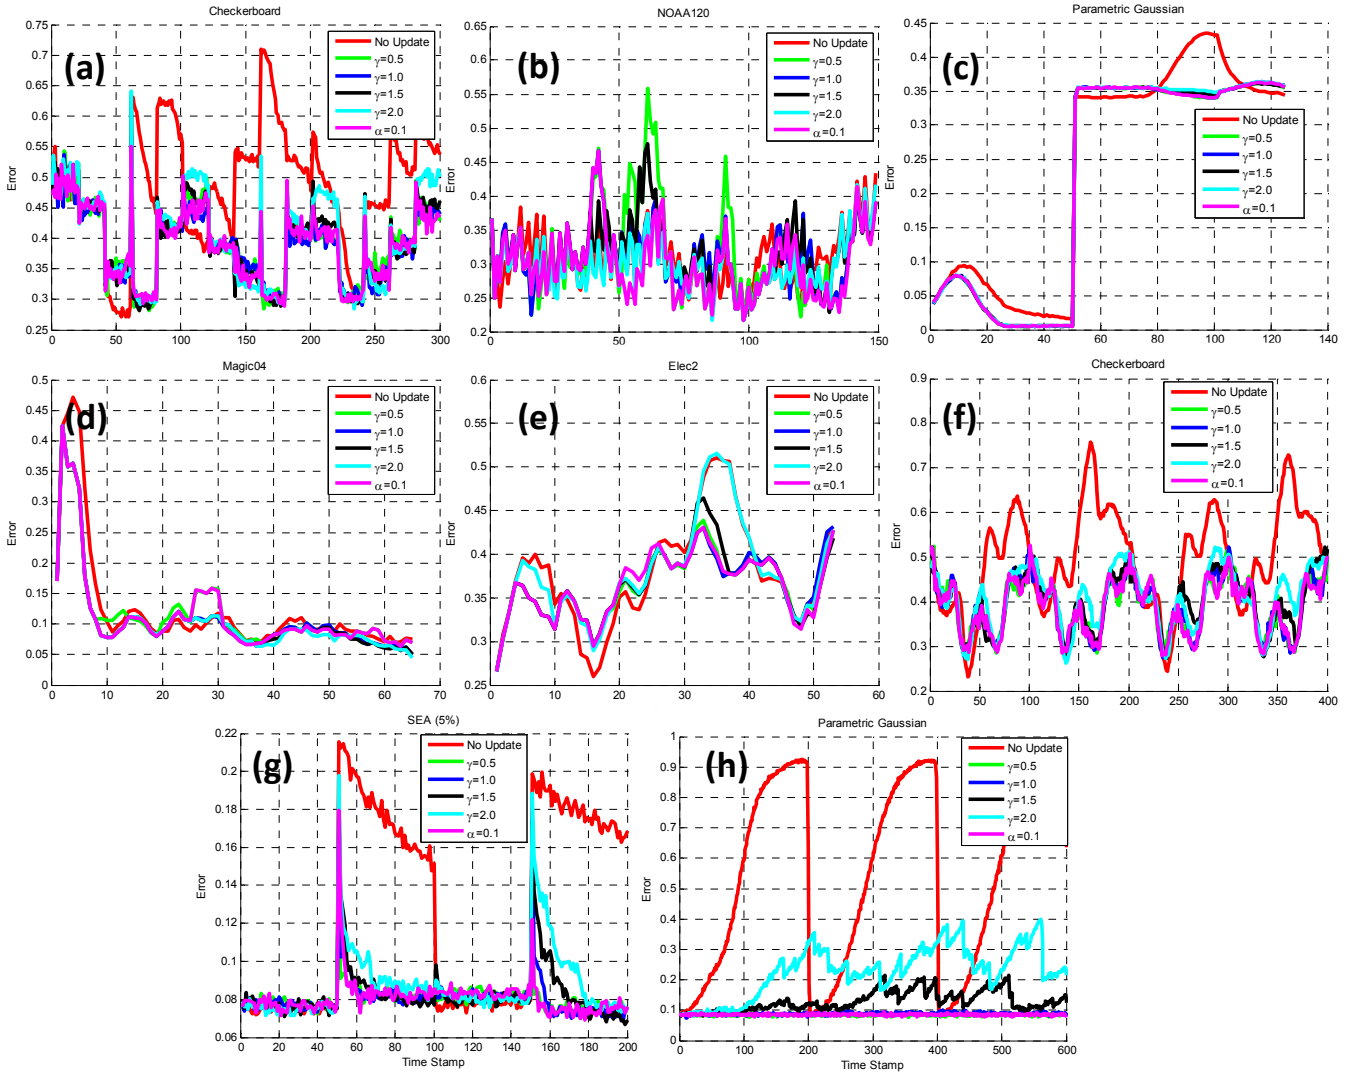 Checkerboard
(a)
No Update
γ=0.5
γ=1.0
γ=1.5
γ=2.0
α=0.1
Error
0.75
0.7
0.65
0.6
0.55
0.5
0.45
0.4
0.35
0.3
0.25
0 50 100 150 200 250 300
NOAA120
(b)
No Update
γ=0.5
γ=1.0
γ=1.5
γ=2.0
α=0.1
Error
0.65
0.6
0.55
0.5
0.45
0.4
0.35
0.3
0.25
0.2
0 50 100 150
Parametric Gaussian
(c)
No Update
γ=0.5
γ=1.0
γ=1.5
γ=2.0
α=0.1
Error
0.45
0.4
0.35
0.3
0.25
0.2
0.15
0.1
0.05
0
0 20 40 60 80 100 120 140
Magic04
(d)
No Update
γ=0.5
γ=1.0
γ=1.5
γ=2.0
α=0.1
Error
0.5
0.45
0.4
0.35
0.3
0.25
0.2
0.15
0.1
0.05
0
0 10 20 30 40 50 60 70
Elec2
(e)
No Update
γ=0.5
γ=1.0
γ=1.5
γ=2.0
α=0.1
Error
0.6
0.55
0.5
0.45
0.4
0.35
0.3
0.25
0 10 20 30 40 50 60
Checkerboard
(f)
No Update
γ=0.5
γ=1.0
γ=1.5
γ=2.0
α=0.1
Error
0.9
0.8
0.7
0.6
0.5
0.4
0.3
0.2
0 50 100 150 200 250 300 350 400
SEA (5%)
(g)
No Update
γ=0.5
γ=1.0
γ=1.5
γ=2.0
α=0.1
Error
0.22
0.2
0.18
0.16
0.14
0.12
0.1
0.08
0.06
0 20 40 60 80 100 120 140 160 180 200
Time Stamp
Parametric Gaussian
(h)
No Update
γ=0.5
γ=1.0
γ=1.5
γ=2.0
α=0.1
Error
1
0.9
0.8
0.7
0.6
0.5
0.4
0.3
0.2
0.1
0
0 100 200 300 400 500 600
Time Stamp